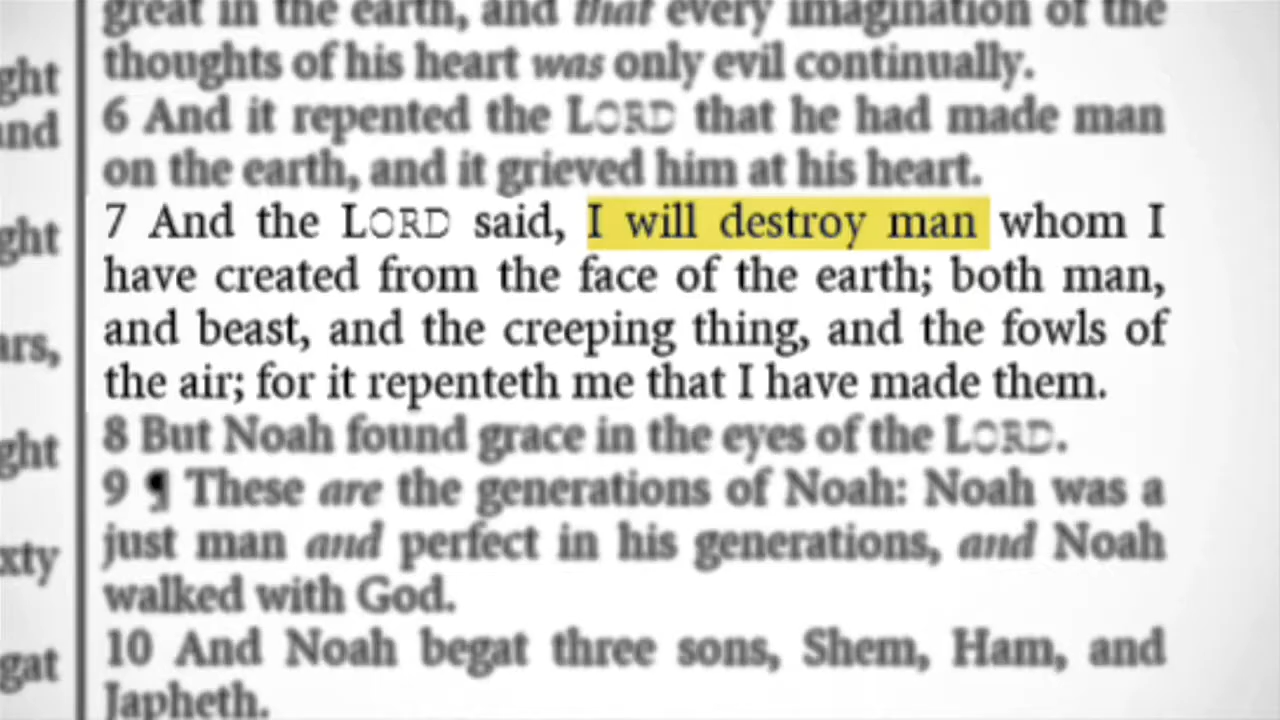 great in the earth, and that every imagination of the
thoughts of his heart was only evil continually.
6 And it repented the LORD that he had made man
on the earth, and it grieved him at his heart.
7 And the LORD said, I will destroy man whom I
have created from the face of the earth; both man,
and beast, and the creeping thing, and the fowls of
the air; for it repenteth me that I have made them.
8 But Noah found grace in the eyes of the LORD.
9 ¶ These are the generations of Noah: Noah was a
just man and perfect in his generations, and Noah
walked with God.
10 And Noah begat three sons, Shem, Ham, and
Japheth.